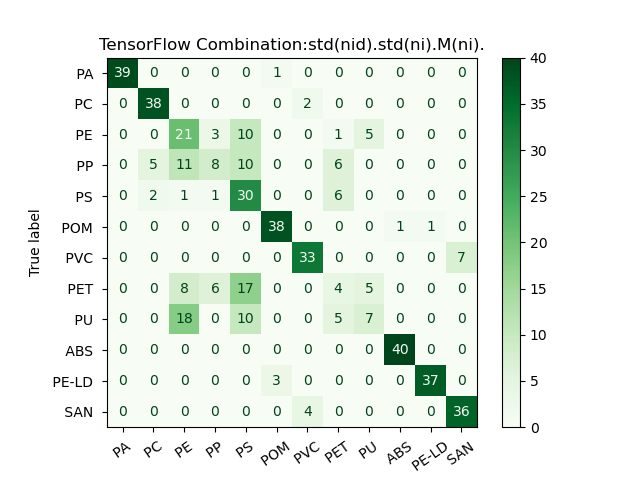 TensorFlow Combination:std(nid).std(ni).M(ni).
True label
PA 39 0 0 0 0 1 0 0 0 0 0 0
PC 0 38 0 0 0 0 2 0 0 0 0 0
PE 0 0 21 3 10 0 0 1 5 0 0 0
PP 0 5 11 8 10 0 0 6 0 0 0 0
PS 0 2 1 1 30 0 0 6 0 0 0 0
POM 0 0 0 0 0 38 0 0 0 1 1 0
PVC 0 0 0 0 0 0 33 0 0 0 0 7
PET 0 0 8 6 17 0 0 4 5 0 0 0
PU 0 0 18 0 10 0 0 5 7 0 0 0
ABS 0 0 0 0 0 0 0 0 0 40 0 0
PE-LD 0 0 0 0 0 3 0 0 0 0 37 0
SAN 0 0 0 0 0 0 4 0 0 0 0 36
PA PC PE PP PS POM PVC PET PU ABS PE-LD SAN
40
35
30
25
20
15
10
5
0